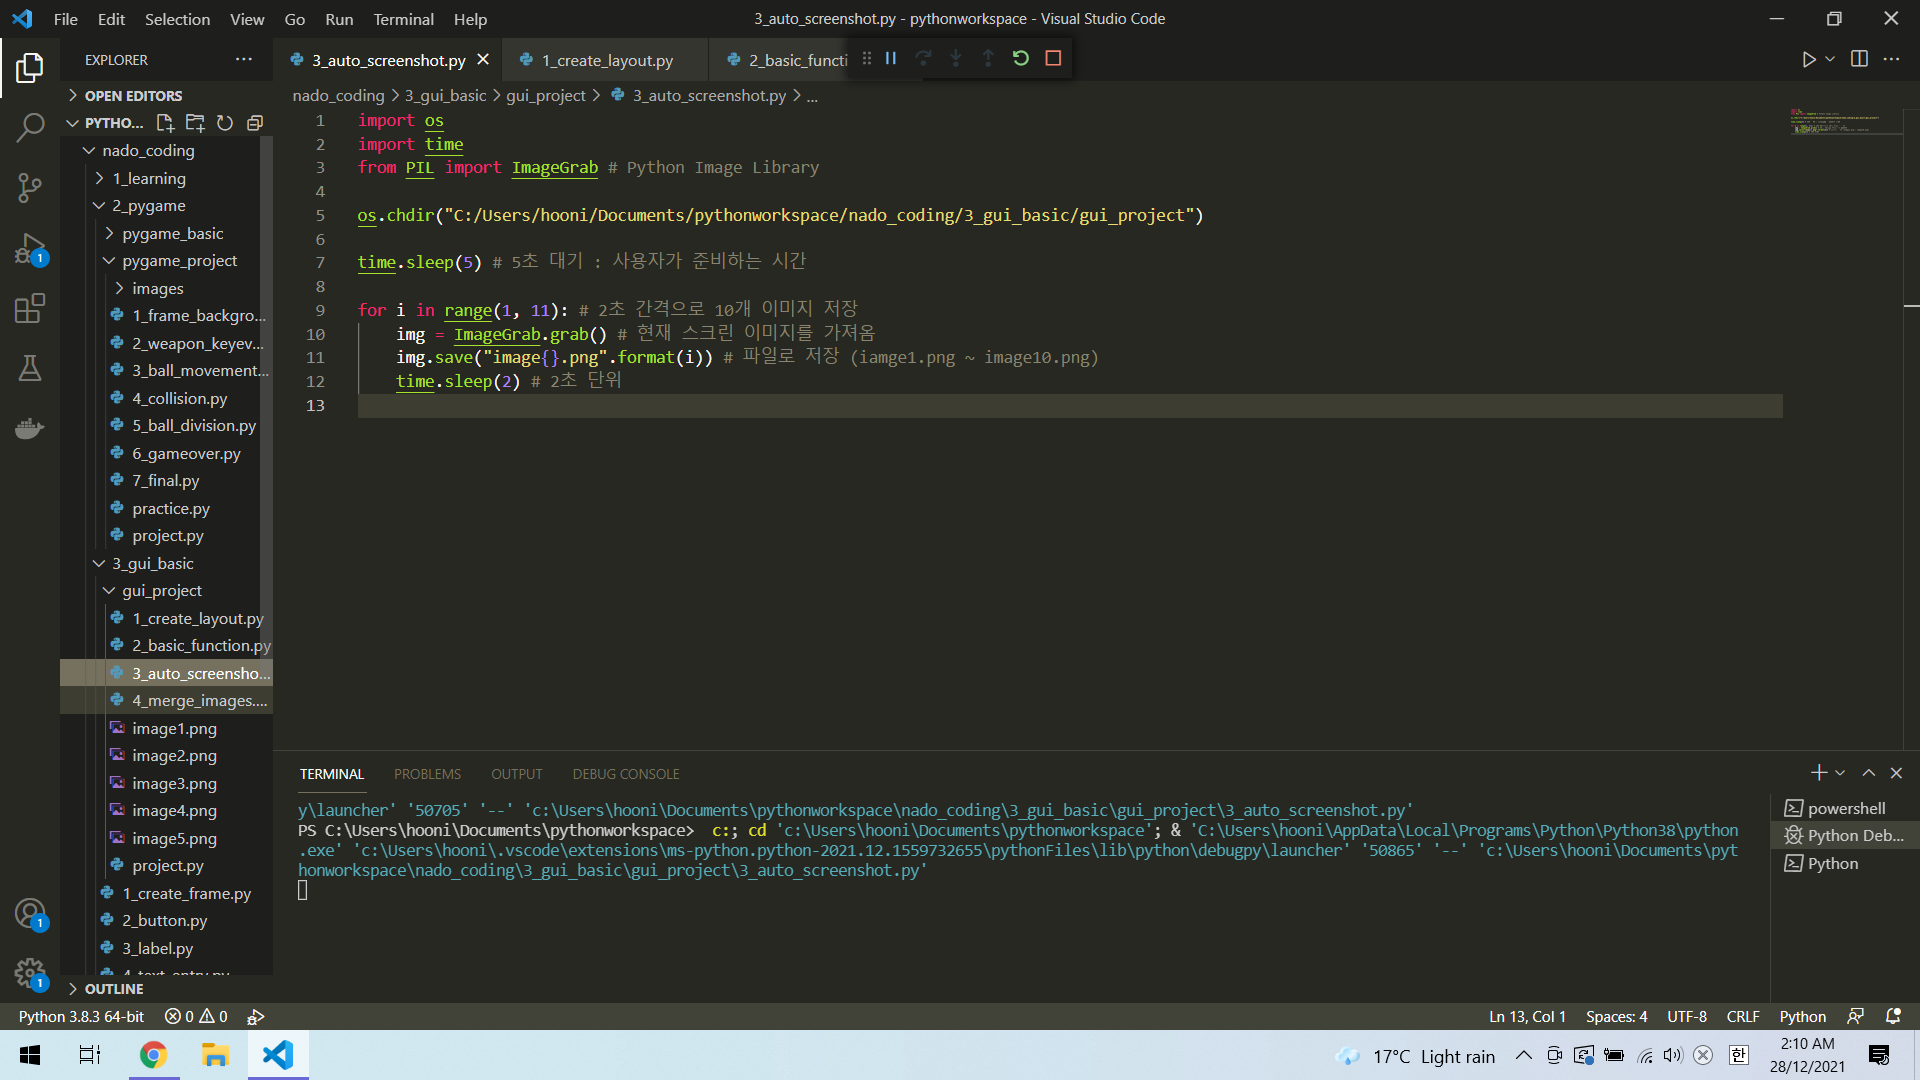 File Edit Selection View Go Run Terminal Help
3_auto_screenshot.py - pythonworkspace - Visual Studio Code
EXPLORER
3_auto_screenshot.py
1_create_layout.py
2_basic_functi
OPEN EDITORS
nado_coding > 3_gui_basic > gui_project > 3_auto_screenshot.py > ...
PYTHO...
nado_coding
1_learning
2_pygame
pygame_basic
pygame_project
images
1_frame_backgro...
2_weapon_keyev...
3_ball_movement...
4_collision.py
5_ball_division.py
6_gameover.py
7_final.py
practice.py
project.py
3_gui_basic
gui_project
1_create_layout.py
2_basic_function.py
3_auto_screensho...
4_merge_images....
image1.png
image2.png
image3.png
image4.png
image5.png
project.py
1_create_frame.py
2_button.py
3_label.py
OUTLINE
1
1
1
1 import os
2 import time
3 from PIL import ImageGrab # Python Image Library
4
5 os.chdir("C:/Users/hooni/Documents/pythonworkspace/nado_coding/3_gui_basic/gui_project")
6
7 time.sleep(5) # 5초 대기 : 사용자가 준비하는 시간
8
9 for i in range(1, 11): # 2초 간격으로 10개 이미지 저장
10 img = ImageGrab.grab() # 현재 스크린 이미지를 가져옴
11 img.save("image{}.png".format(i)) # 파일로 저장 (iamge1.png ~ image10.png)
12 time.sleep(2) # 2초 단위
13
TERMINAL PROBLEMS OUTPUT DEBUG CONSOLE
y\launcher' '50705' '--' 'c:\Users\hooni\Documents\pythonworkspace\nado_coding\3_gui_basic\gui_project\3_auto_screenshot.py'
PS C:\Users\hooni\Documents\pythonworkspace>  c:; cd 'c:\Users\hooni\Documents\pythonworkspace'; & 'C:\Users\hooni\AppData\Local\Programs\Python\Python38\python
.exe' 'c:\Users\hooni\.vscode\extensions\ms-python.python-2021.12.1559732655\pythonFiles\lib\python\debugpy\launcher' '50865' '--' 'c:\Users\hooni\Documents\pyt
honworkspace\nado_coding\3_gui_basic\gui_project\3_auto_screenshot.py'
powershell
Python Deb...
Python
Python 3.8.3 64-bit 0 0
Ln 13, Col 1 Spaces: 4 UTF-8 CRLF Python
17°C Light rain
한
2:10 AM
28/12/2021